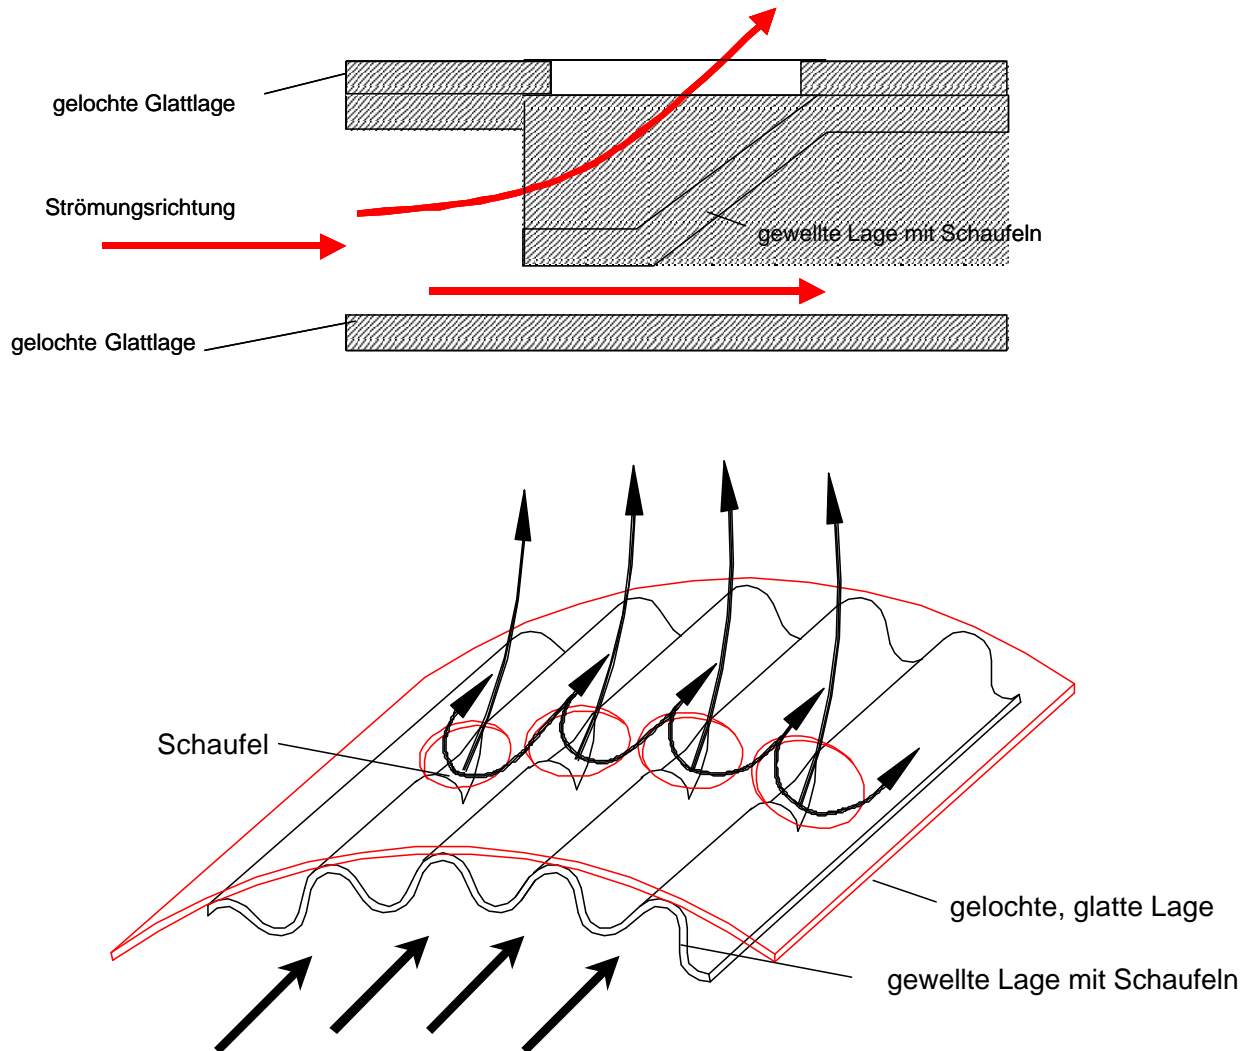 gelochte Glattlage
Strömungsrichtung
gewellte Lage mit Schaufeln
gelochte Glattlage
Schaufel
gelochte, glatte Lage
gewellte Lage mit Schaufeln